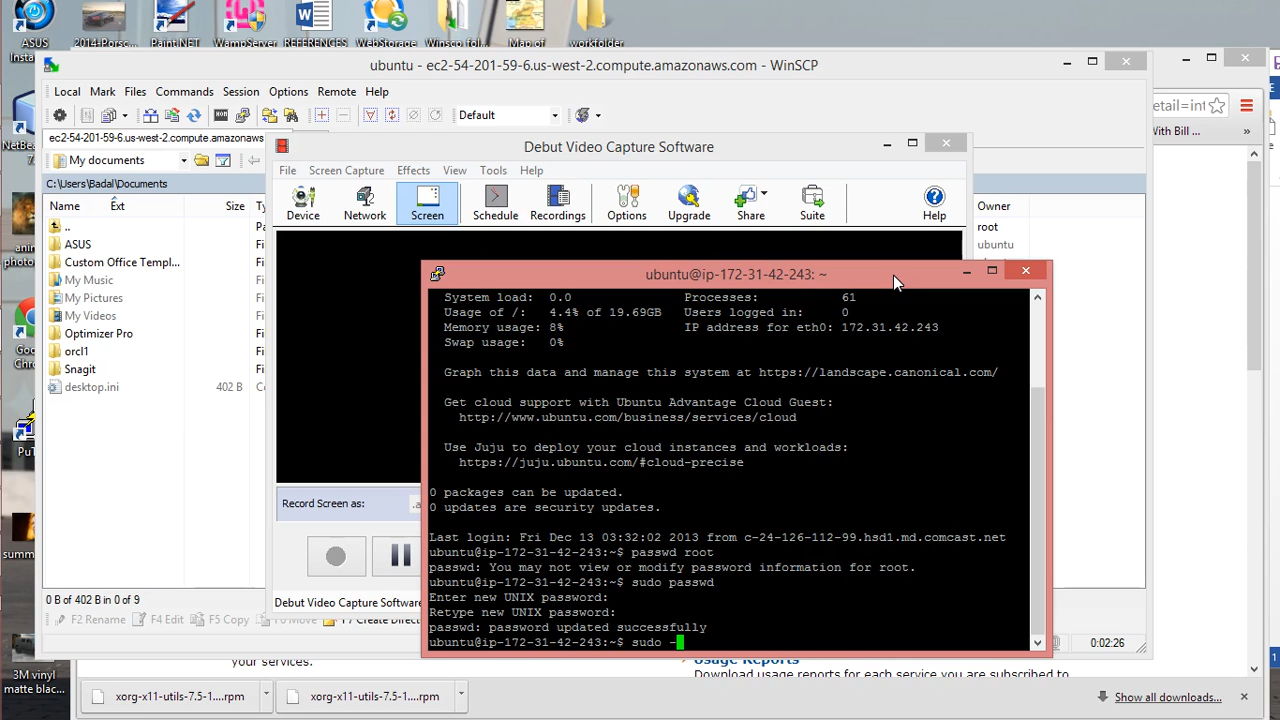 ASUS
Insta...
2014-Porsc...
Paint.NET
WampServer
REFERENCES
WebStorage
Winscp fol...
Map of
workfolder
ubuntu - ec2-54-201-59-6.us-west-2.compute.amazonaws.com - WinSCP
Local Mark Files Commands Session Options Remote Help
Default
etail=int
ec2-54-201-59-6.us-west-2.compute.amazonaws
With Bill ...
»
NetBea
7.
Debut Video Capture Software
My documents
File Screen Capture Effects View Tools Help
C:\Users\Badal\Documents
Name Ext Size Ty
Device Network Screen Schedule Recordings Options Upgrade Share Suite Help
Owner
root
ubuntu
..
ASUS Fi
Custom Office Templ... Fi
My Music Fi
My Pictures Fi
My Videos Fi
Optimizer Pro Fi
orcl1 Fi
Snagit Fi
desktop.ini 402 B
ani
photo
Goo
Chr
PuT
summ
3M vinyl
matte blac...
ubuntu@ip-172-31-42-243: ~
System load: 0.0 Processes: 61
Usage of /: 4.4% of 19.69GB Users logged in: 0
Memory usage: 8% IP address for eth0: 172.31.42.243
Swap usage: 0%
Graph this data and manage this system at https://landscape.canonical.com/
Get cloud support with Ubuntu Advantage Cloud Guest:
http://www.ubuntu.com/business/services/cloud
Use Juju to deploy your cloud instances and workloads:
https://juju.ubuntu.com/#cloud-precise
0 packages can be updated.
0 updates are security updates.
Last login: Fri Dec 13 03:32:02 2013 from c-24-126-112-99.hsd1.md.comcast.net
ubuntu@ip-172-31-42-243:~$ passwd root
passwd: You may not view or modify password information for root.
ubuntu@ip-172-31-42-243:~$ sudo passwd
Enter new UNIX password:
Retype new UNIX password:
passwd: password updated successfully
ubuntu@ip-172-31-42-243:~$ sudo -
Record Screen as: .a
Debut Video Capture Software
0 B of 402 B in 0 of 9
F2 Rename F4 Edit F5 Copy F6 Move F7 Create Direc
0:02:26
your services.
Usage Reports
Download usage reports for each service you are subscribed to
xorg-x11-utils-7.5-1....rpm
xorg-x11-utils-7.5-1....rpm
Show all downloads...